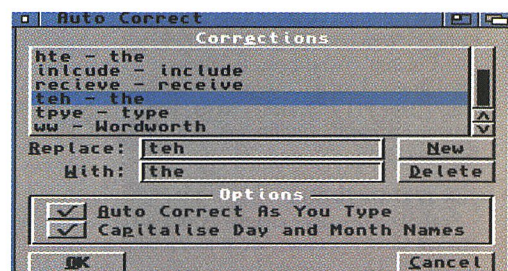 Auto Correct
Corrections
hte - the
inlcude - include
recieve - receive
teh - the
tpye - type
ww - Wordworth
Replace: teh New
With: the Delete
Options
Auto Correct As You Type
Capitalise Day and Month Names
OK Cancel